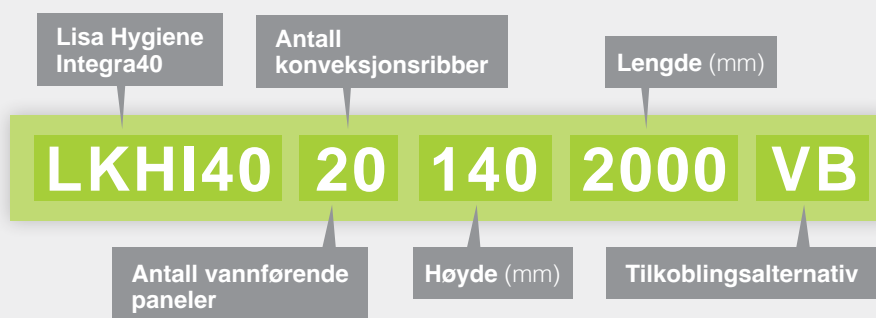 Lisa Hygiene
Integra40
Antall
konveksjonsribber
Lengde (mm)
LKHI40 20 140 2000 VB
Antall vannførende
paneler
Høyde (mm)
Tilkoblingsalternativ